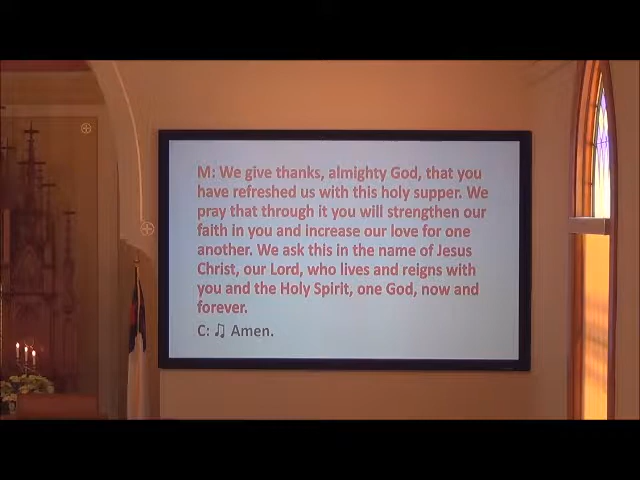 M: We give thanks, almighty God, that you
have refreshed us with this holy supper. We
pray that through it you will strengthen our
faith in you and increase our love for one
another. We ask this in the name of Jesus
Christ, our Lord, who lives and reigns with
you and the Holy Spirit, one God, now and
forever.
C: ♫ Amen.